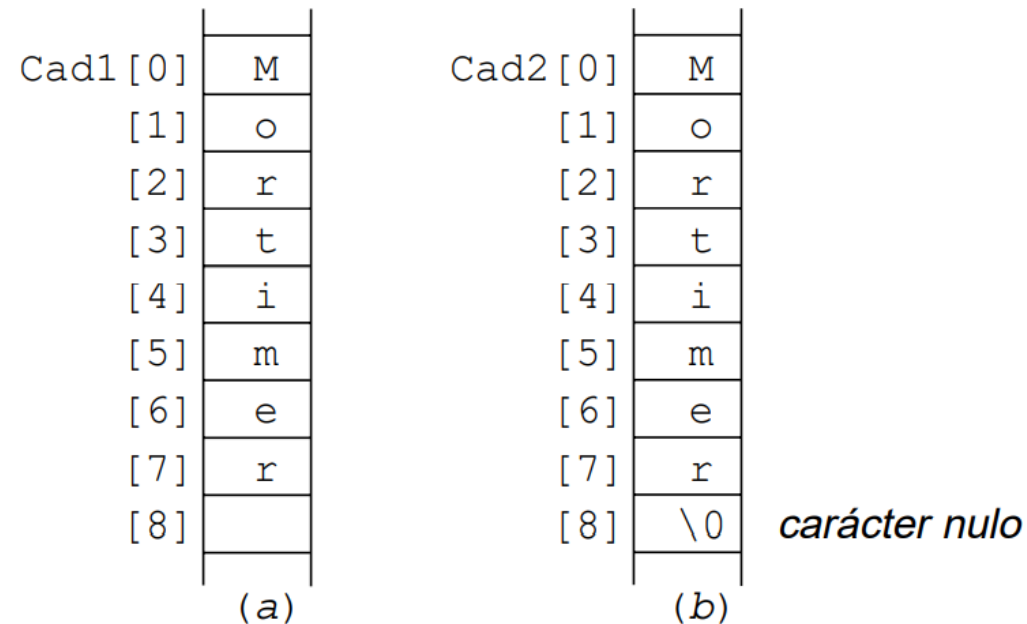 Cad1[0] M Cad2[0] M
[1] o [1] o
[2] r [2] r
[3] t [3] t
[4] i [4] i
[5] m [5] m
[6] e [6] e
[7] r [7] r
[8] [8] \0 carácter nulo
(a) (b)